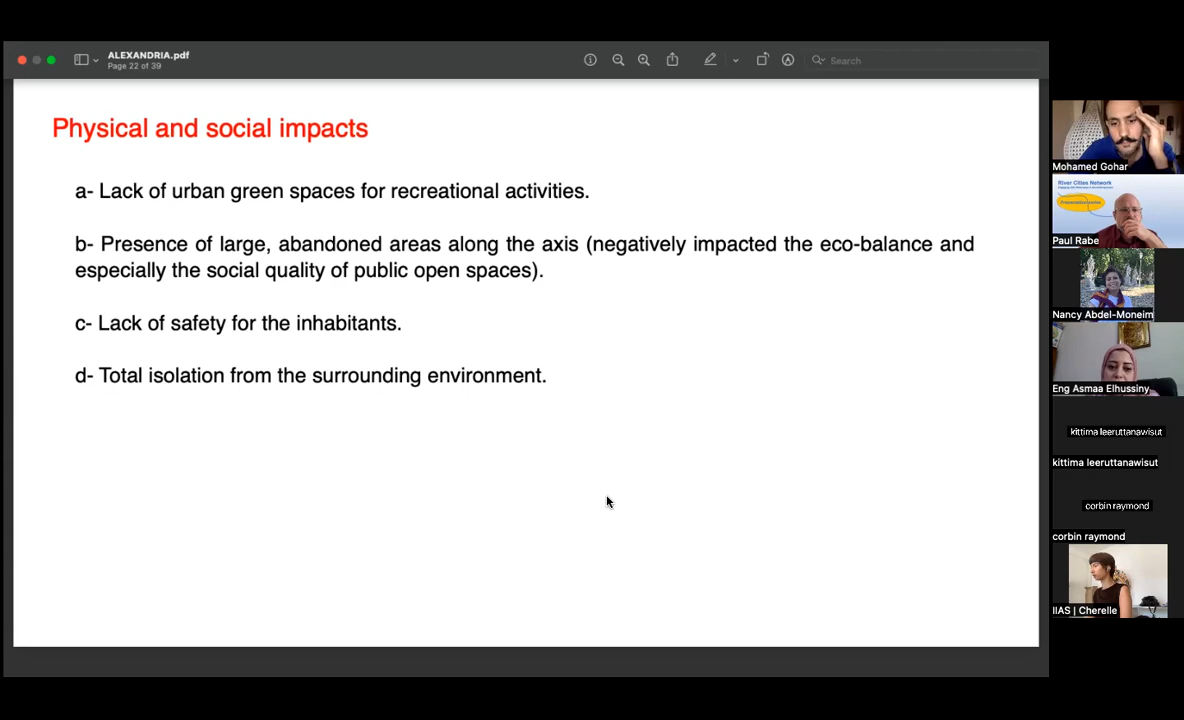 ALEXANDRIA.pdf
Page 22 of 39
Search
Physical and social impacts
a- Lack of urban green spaces for recreational activities.
b- Presence of large, abandoned areas along the axis (negatively impacted the eco-balance and
especially the social quality of public open spaces).
c- Lack of safety for the inhabitants.
d- Total isolation from the surrounding environment.
Mohamed Gohar
River Cities Network
Paul Rabe
Nancy Abdel-Moneim
Eng Asmaa Elhussiny
kittima leeruttanawisut
kittima leeruttanawisut
corbin raymond
corbin raymond
IIAS | Cherelle